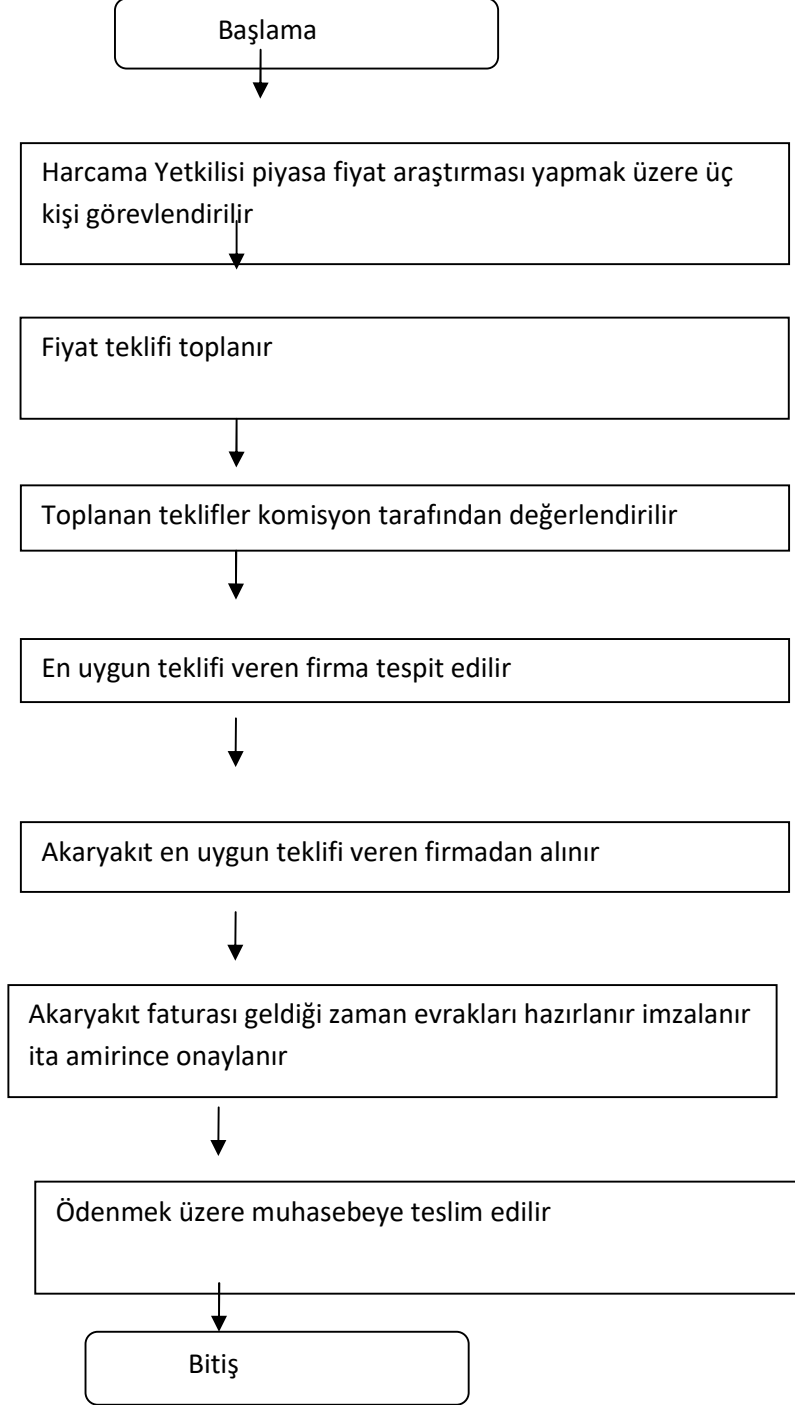 Başlama
Harcama Yetkilisi piyasa fiyat araştırması yapmak üzere üç
kişi görevlendirilir
Fiyat teklifi toplanır
Toplanan teklifler komisyon tarafından değerlendirilir
En uygun teklifi veren firma tespit edilir
Akaryakıt en uygun teklifi veren firmadan alınır
Akaryakıt faturası geldiği zaman evrakları hazırlanır imzalanır
ita amirince onaylanır
Ödenmek üzere muhasebeye teslim edilir
Bitiş